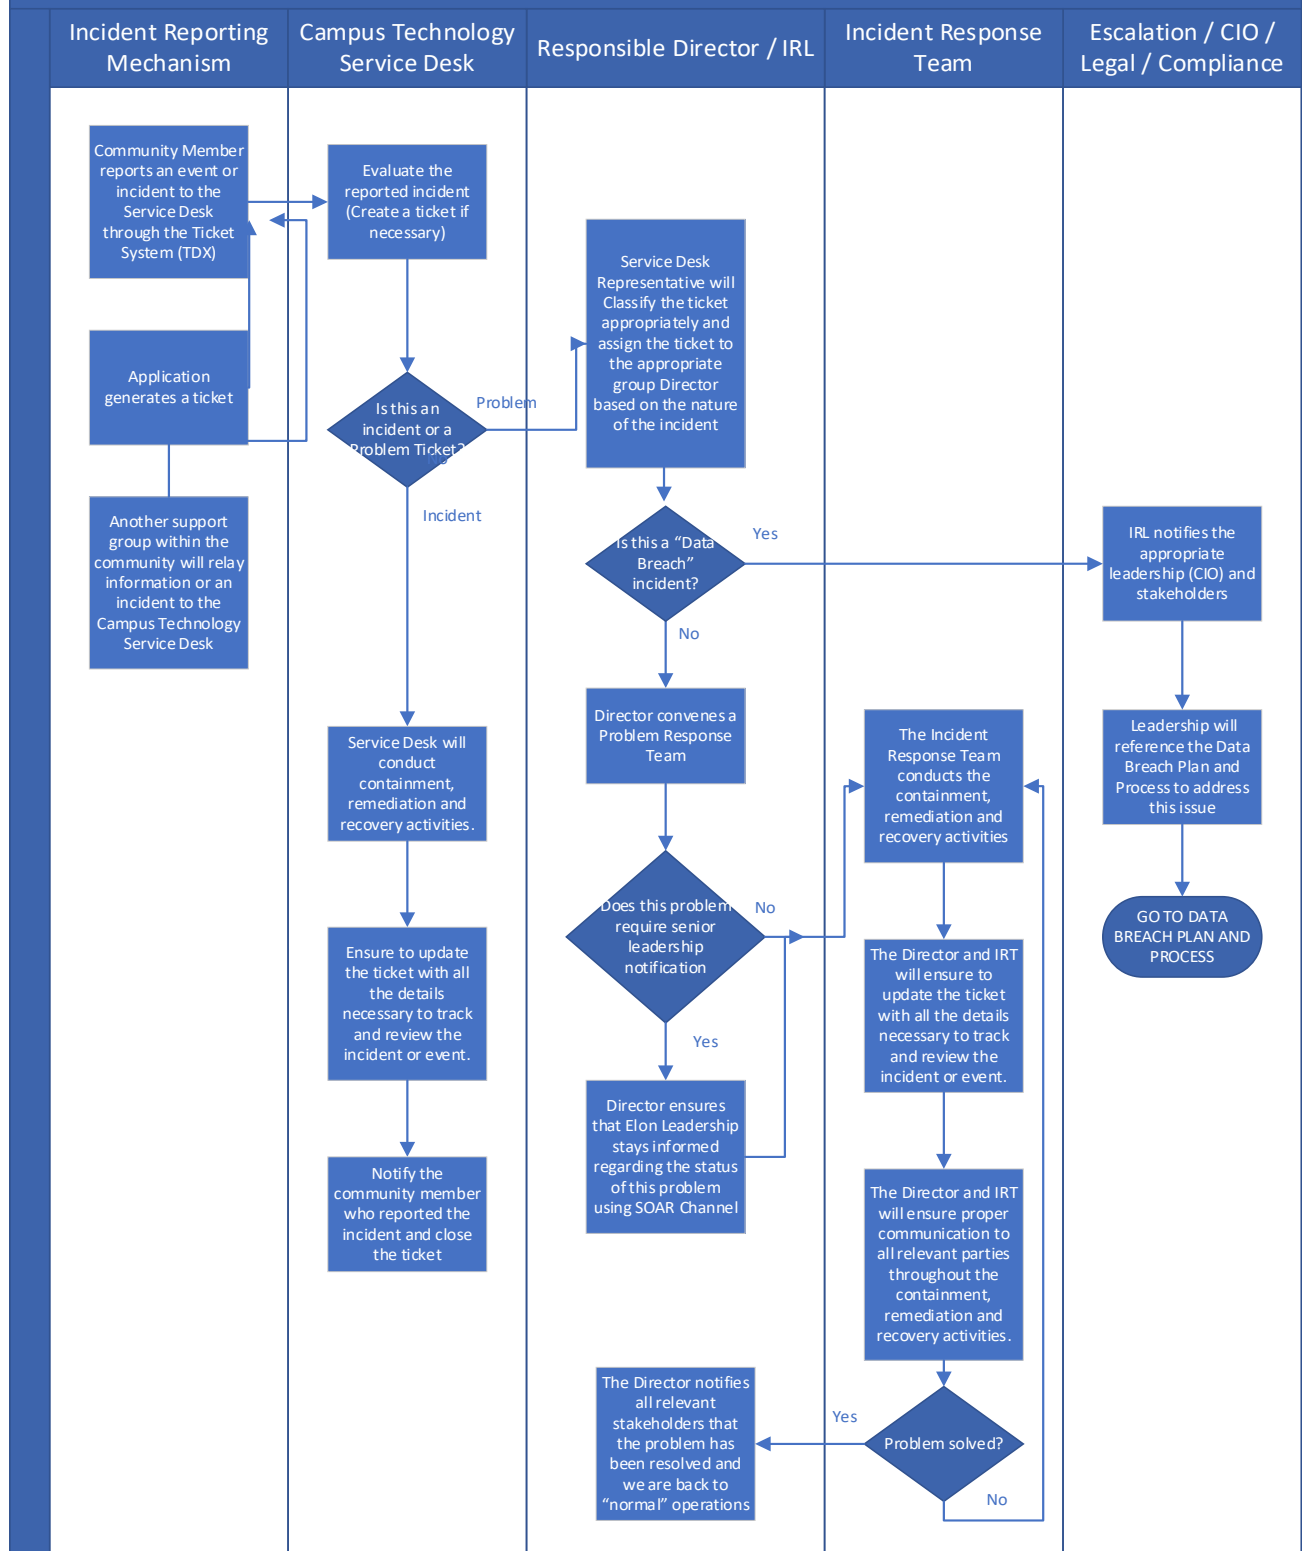 Incident Reporting
Mechanism
Campus Technology
Service Desk
Responsible Director / IRL
Incident Response
Team
Escalation / CIO /
Legal / Compliance
Community Member
reports an event or
incident to the
Service Desk
through the Ticket
System (TDX)
Application
generates a ticket
Another support
group within the
community will relay
information or an
incident to the
Campus Technology
Service Desk
Evaluate the
reported incident
(Create a ticket if
necessary)
Is this an
incident or a
Problem Ticket?
Problem
Incident
Service Desk will
conduct
containment,
remediation and
recovery activities.
Ensure to update
the ticket with all
the details
necessary to track
and review the
incident or event.
Notify the
community member
who reported the
incident and close
the ticket
Service Desk
Representative will
Classify the ticket
appropriately and
assign the ticket to
the appropriate
group Director
based on the nature
of the incident
Is this a “Data
Breach”
incident?
Yes
No
Director convenes a
Problem Response
Team
Does this problem
require senior
leadership
notification
No
Yes
Director ensures
that Elon Leadership
stays informed
regarding the status
of this problem
using SOAR Channel
The Director notifies
all relevant
stakeholders that
the problem has
been resolved and
we are back to
“normal” operations
The Incident
Response Team
conducts the
containment,
remediation and
recovery activities
The Director and IRT
will ensure to
update the ticket
with all the details
necessary to track
and review the
incident or event.
The Director and IRT
will ensure proper
communication to
all relevant parties
throughout the
containment,
remediation and
recovery activities.
Problem solved?
Yes
No
IRL notifies the
appropriate
leadership (CIO) and
stakeholders
Leadership will
reference the Data
Breach Plan and
Process to address
this issue
GO TO DATA
BREACH PLAN AND
PROCESS